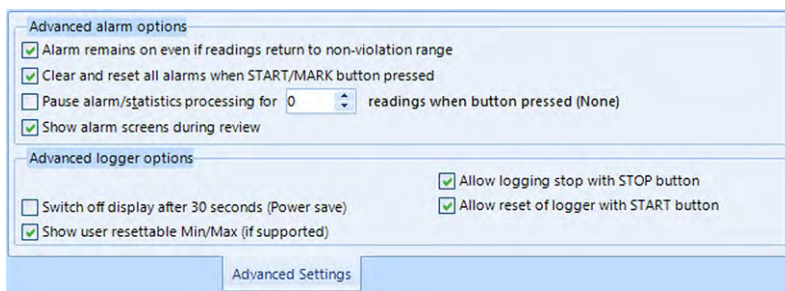 Advanced alarm options
Alarm remains on even if readings return to non-violation range
Clear and reset all alarms when START/MARK button pressed
Pause alarm/statistics processing for 0 readings when button pressed (None)
Show alarm screens during review
Advanced logger options
Allow logging stop with STOP button
Switch off display after 30 seconds (Power save)
Allow reset of logger with START button
Show user resettable Min/Max (if supported)
Advanced Settings